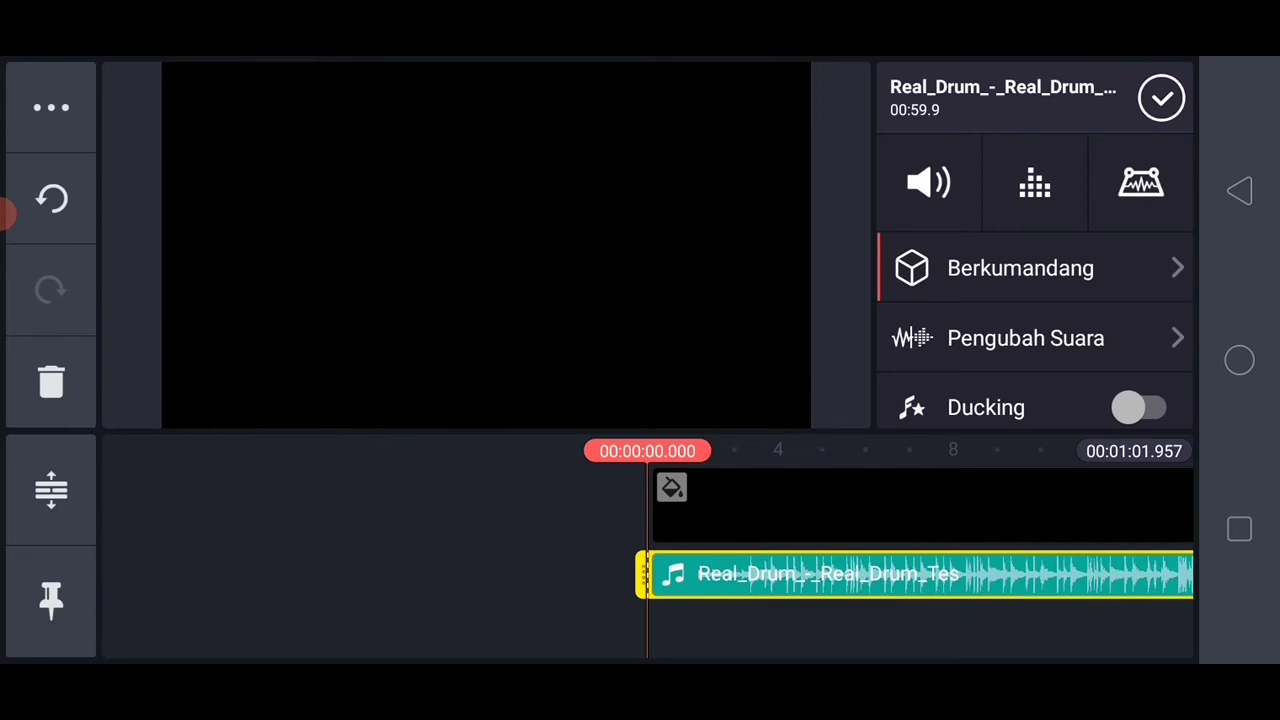 Real_Drum_-_Real_Drum_...
00:59.9
Berkumandang
Pengubah Suara
Ducking
00:00:00.000
4
8
00:01:01.957
Real_Drum_-_Real_Drum_Tes